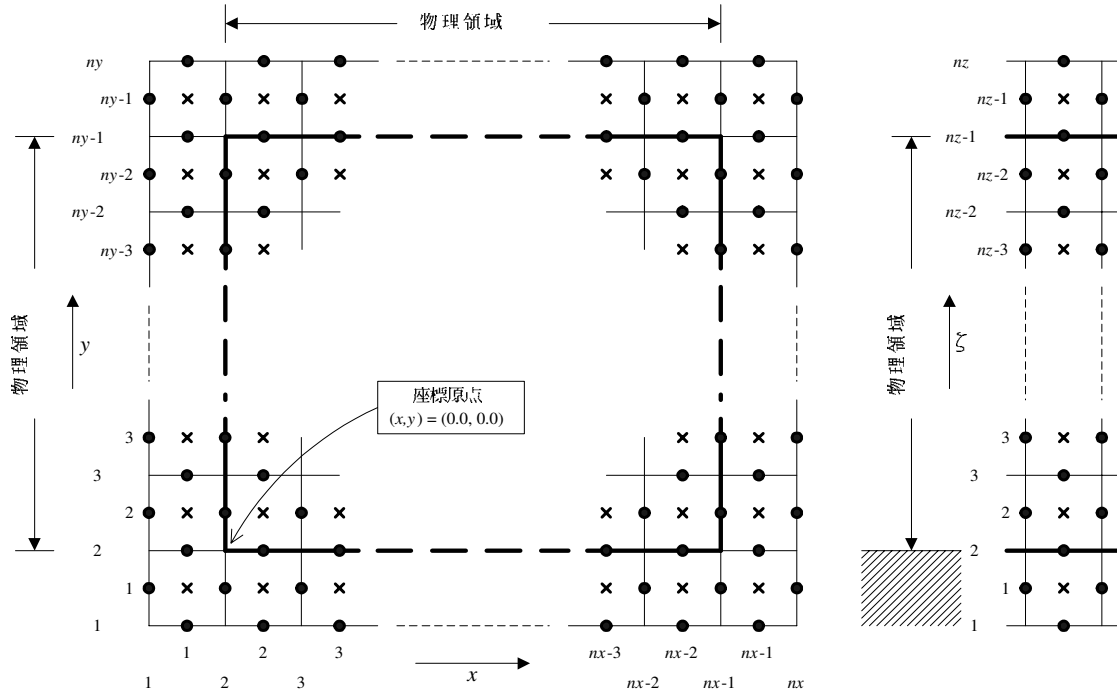 物理領域
ny
ny-1
ny-1
ny-2
ny-2
ny-3
物理領域
y
座標原点
(x,y) = (0.0, 0.0)
3
3
2
2
1
1
1
2
3
nx-3
nx-2
nx-1
1
2
3
x
nx-2
nx-1
nx
nz
nz-1
nz-1
nz-2
nz-2
nz-3
物理領域
ζ
3
3
2
2
1
1